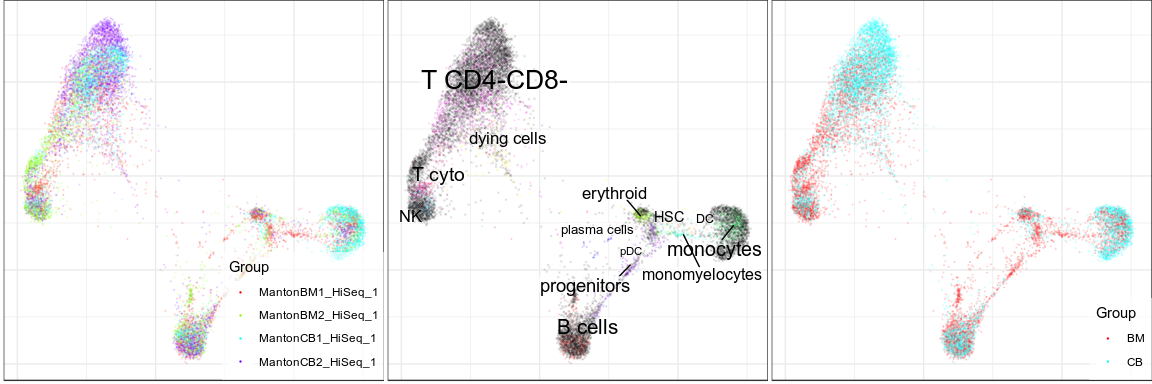 Group
MantonBM1_HiSeq_1
MantonBM2_HiSeq_1
MantonCB1_HiSeq_1
MantonCB2_HiSeq_1
T CD4-CD8-
dying cells
T cyto
NK
erythroid
HSC
DC
plasma cells
monocytes
pDC
monomyelocytes
progenitors
B cells
Group
BM
CB